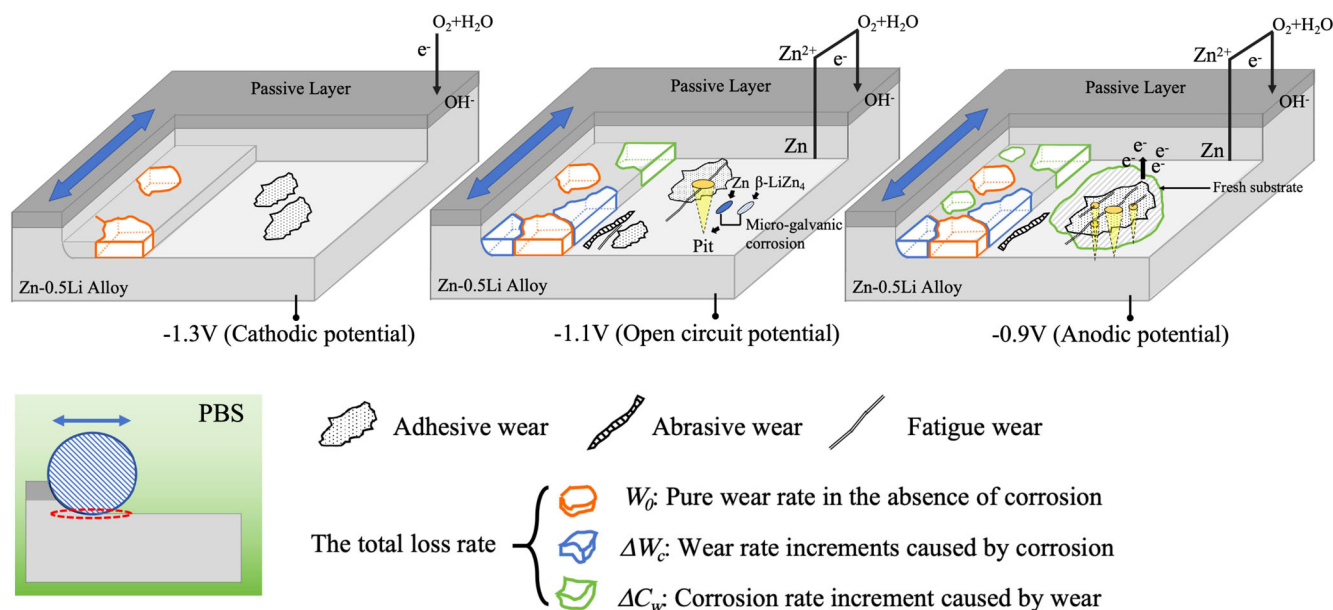 O₂+H₂O
e⁻
Passive Layer
OH⁻
Zn-0.5Li Alloy
-1.3V (Cathodic potential)
O₂+H₂O
Zn²⁺
e⁻
Passive Layer
OH⁻
Zn
Zn β-LiZn₄
Micro-galvanic
corrosion
Pit
Zn-0.5Li Alloy
-1.1V (Open circuit potential)
O₂+H₂O
Zn²⁺
e⁻
Passive Layer
OH⁻
Zn
e⁻
e⁻ e⁻
e⁻
Fresh substrate
Zn-0.5Li Alloy
-0.9V (Anodic potential)
PBS
Adhesive wear
Abrasive wear
Fatigue wear
The total loss rate
W₀: Pure wear rate in the absence of corrosion
ΔW_c: Wear rate increments caused by corrosion
ΔC_w: Corrosion rate increment caused by wear